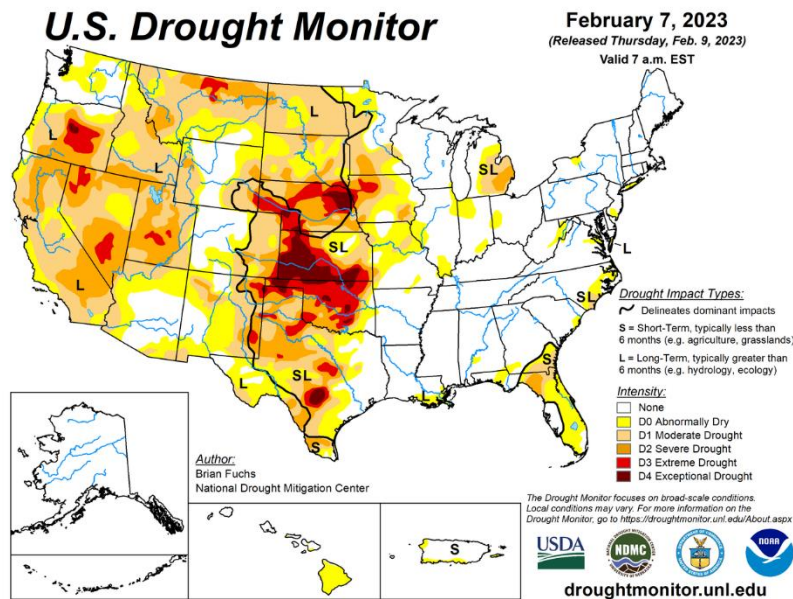 U.S. Drought Monitor
February 7, 2023
(Released Thursday, Feb. 9, 2023)
Valid 7 a.m. EST
L
L
SL
L
SL
L
L
SL
Drought Impact Types:
Delineates dominant impacts
S = Short-Term, typically less than
6 months (e.g. agriculture, grasslands)
L = Long-Term, typically greater than
6 months (e.g. hydrology, ecology)
L
SL
S
L
S
Intensity:
None
D0 Abnormally Dry
D1 Moderate Drought
D2 Severe Drought
D3 Extreme Drought
D4 Exceptional Drought
Author:
Brian Fuchs
National Drought Mitigation Center
S
The Drought Monitor focuses on broad-scale conditions.
Local conditions may vary. For more information on the
Drought Monitor, go to https://droughtmonitor.unl.edu/About.aspx
USDA
NDMC
NOAA
droughtmonitor.unl.edu